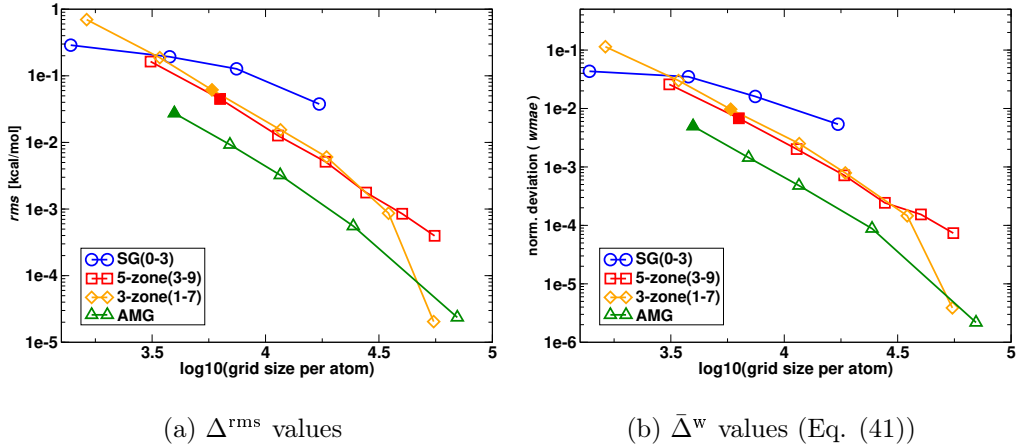 1
1e-1
1e-2
1e-3
1e-4
1e-5
rms [kcal/mol]
SG(0-3)
5-zone(3-9)
3-zone(1-7)
AMG
3.5 4 4.5 5
log10(grid size per atom)
(a) Δ^rms values
1e-1
1e-2
1e-3
1e-4
1e-5
1e-6
norm. deviation ( wmae)
SG(0-3)
5-zone(3-9)
3-zone(1-7)
AMG
3.5 4 4.5 5
log10(grid size per atom)
(b) Δ̄^w values (Eq. (41))